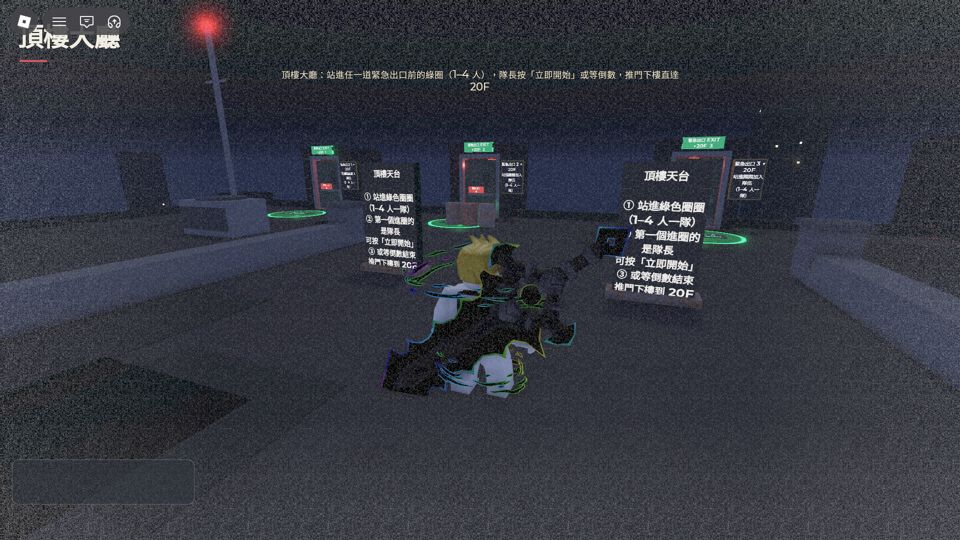 頂樓大廳
頂樓大廳：站進任一道緊急出口前的綠圈（1–4 人），隊長按「立即開始」或等倒數，推門下樓直達
20F
緊急出口 EXIT
頂樓天台
① 站進綠色圈圈
（1–4 人一隊）
② 第一個進圈的
是隊長
可按「立即開始」
③ 或等倒數結束
推門下樓到 20F
緊急出口 3
20F
頂樓天台
① 站進綠色圈圈
（1–4 人一隊）
第一個進圈的
是隊長
可按「立即開始」
③ 或等倒數結束
推門下樓到 20F